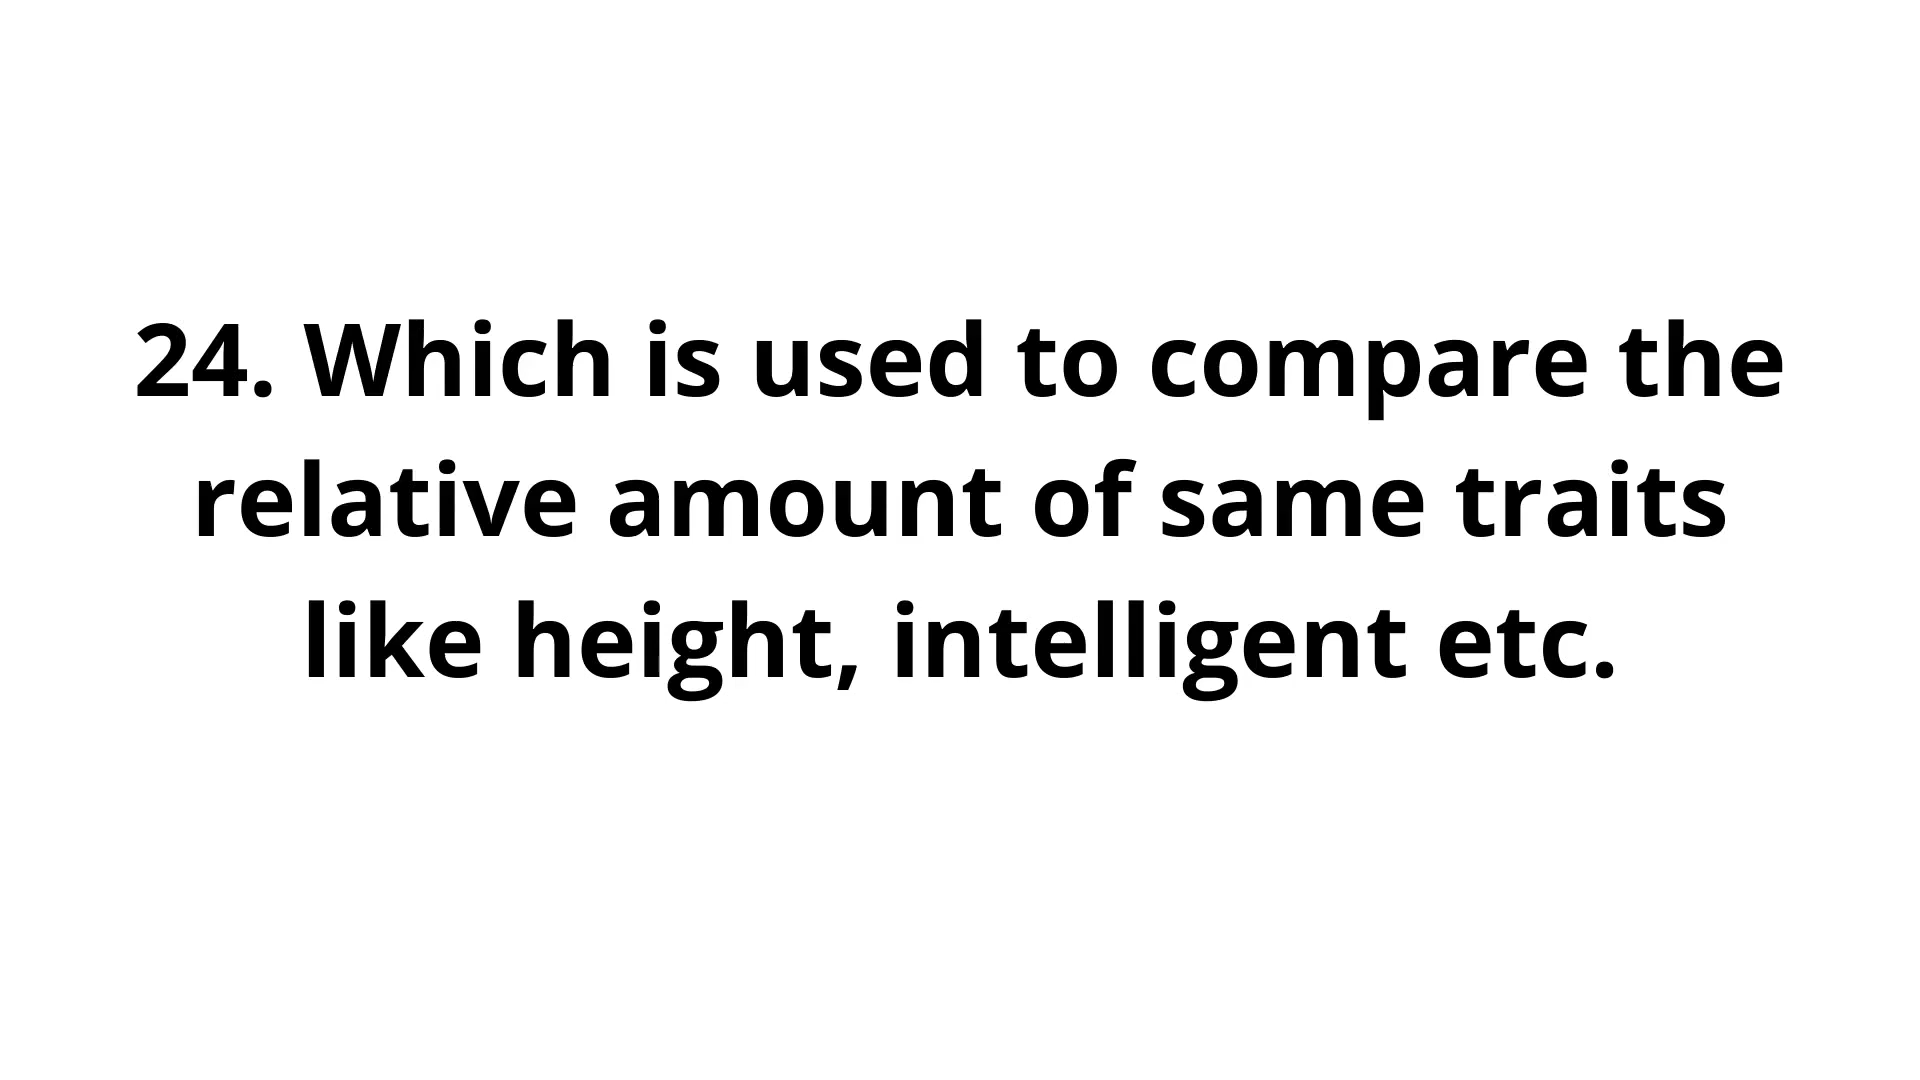 24. Which is used to compare the
relative amount of same traits
like height, intelligent etc.